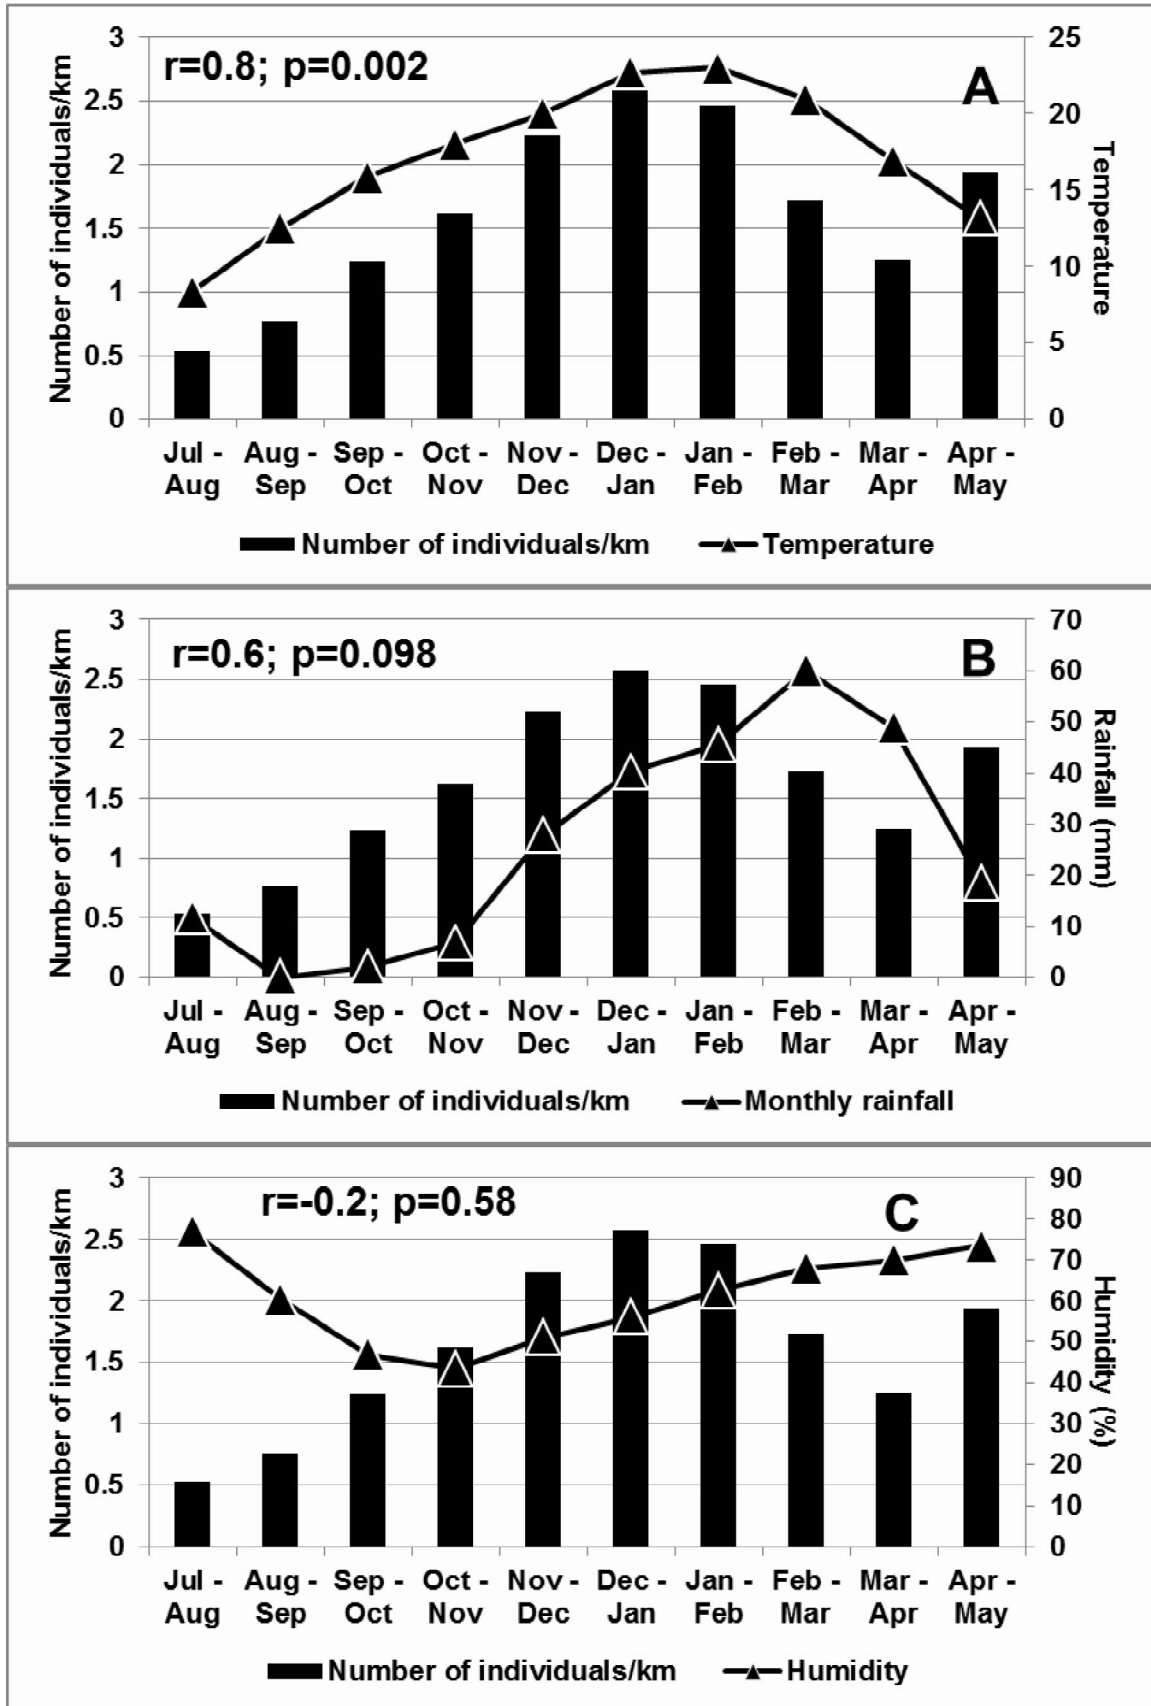 r=0.8; p=0.002
A
Number of individuals/km
3
2.5
2
1.5
1
0.5
0
25
20
15
10
5
0
Temperature
Jul - Aug - Sep - Oct - Nov - Dec - Jan - Feb - Mar - Apr -
Aug Sep Oct Nov Dec Jan Feb Mar Apr May
Number of individuals/km Temperature
r=0.6; p=0.098
B
Number of individuals/km
3
2.5
2
1.5
1
0.5
0
70
60
50
40
30
20
10
0
Rainfall (mm)
Jul - Aug - Sep - Oct - Nov - Dec - Jan - Feb - Mar - Apr -
Aug Sep Oct Nov Dec Jan Feb Mar Apr May
Number of individuals/km Monthly rainfall
r=-0.2; p=0.58
C
Number of individuals/km
3
2.5
2
1.5
1
0.5
0
90
80
70
60
50
40
30
20
10
0
Humidity (%)
Jul - Aug - Sep - Oct - Nov - Dec - Jan - Feb - Mar - Apr -
Aug Sep Oct Nov Dec Jan Feb Mar Apr May
Number of individuals/km Humidity